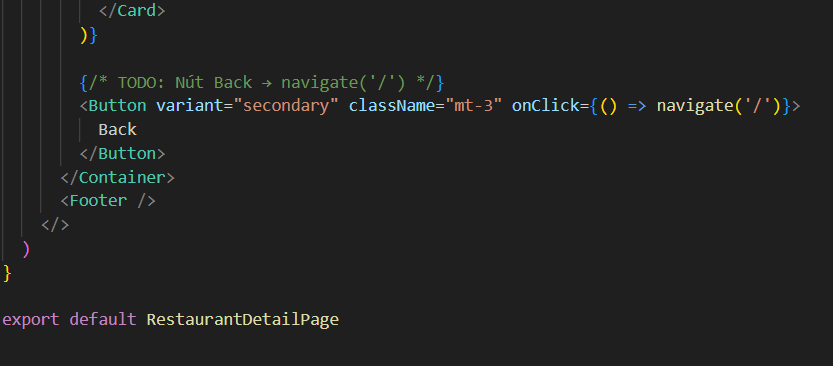 </Card>
)}
{/* TODO: Nút Back → navigate('/') */}
<Button variant="secondary" className="mt-3" onClick={() => navigate('/')}>
Back
</Button>
</Container>
<Footer />
</>
)
}
export default RestaurantDetailPage